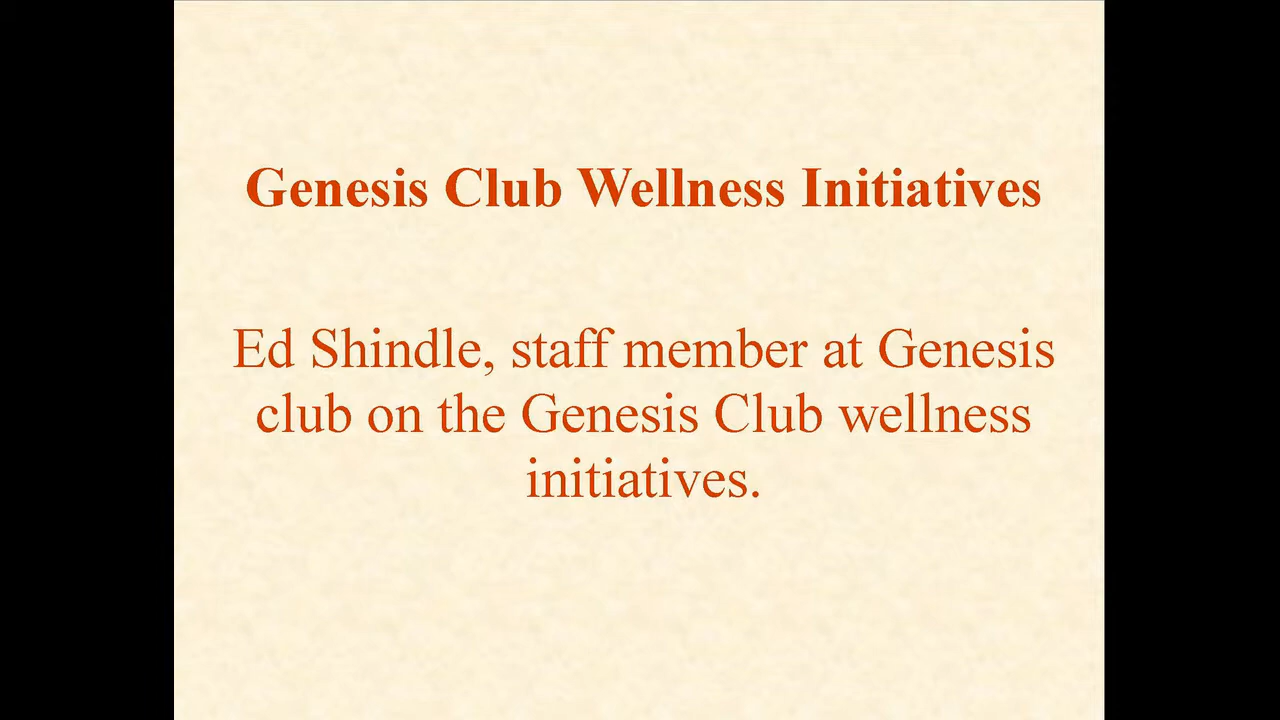 Genesis Club Wellness Initiatives
Ed Shindle, staff member at Genesis
club on the Genesis Club wellness
initiatives.